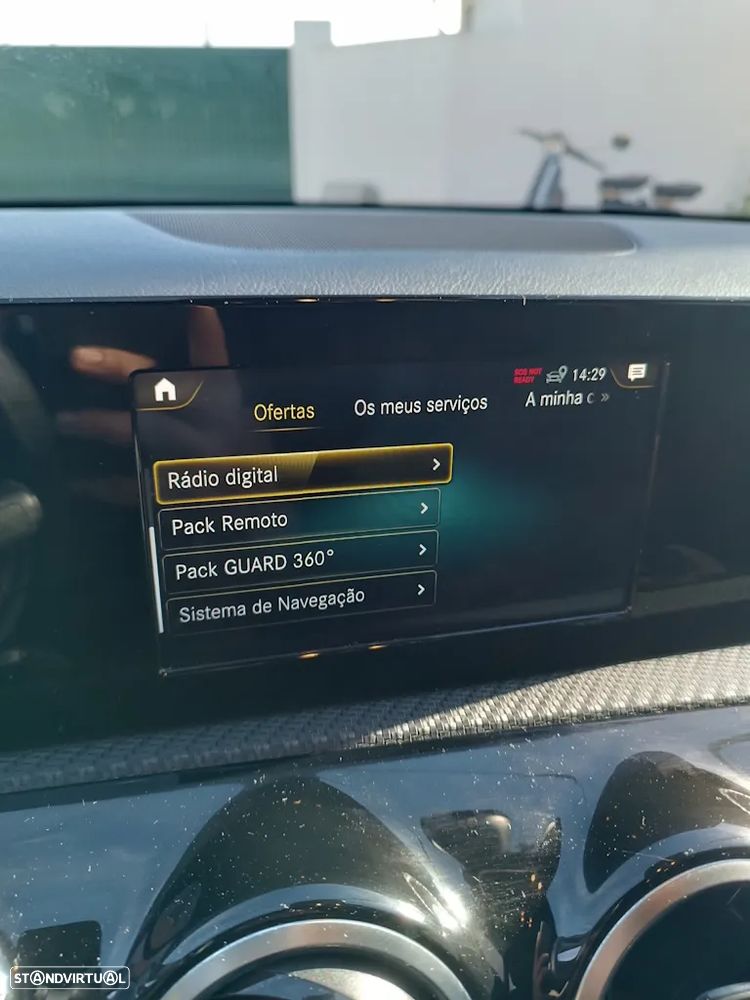 SOS NOT
READY
14:29
Ofertas
Os meus serviços
A minha c »
Rádio digital
Pack Remoto
Pack GUARD 360°
Sistema de Navegação
STANDVIRTUAL